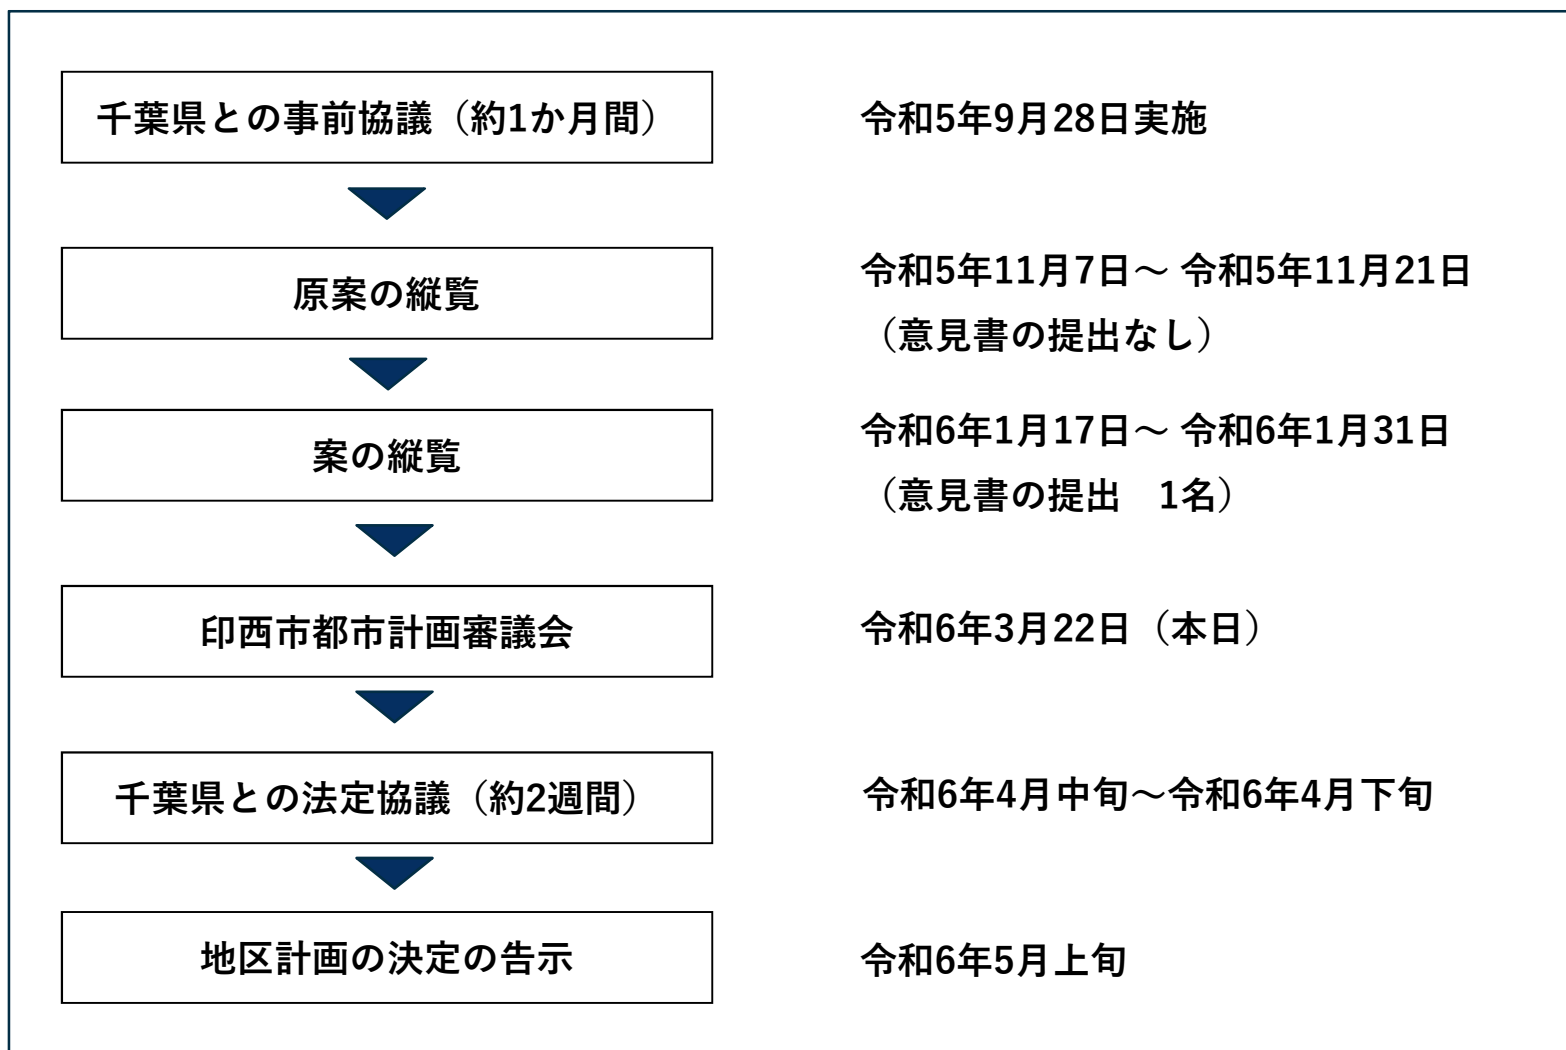 千葉県との事前協議（約1か月間）
令和5年9月28日実施
原案の縦覧
令和5年11月7日～ 令和5年11月21日
（意見書の提出なし）
案の縦覧
令和6年1月17日～ 令和6年1月31日
（意見書の提出　1名）
印西市都市計画審議会
令和6年3月22日（本日）
千葉県との法定協議（約2週間）
令和6年4月中旬～令和6年4月下旬
地区計画の決定の告示
令和6年5月上旬